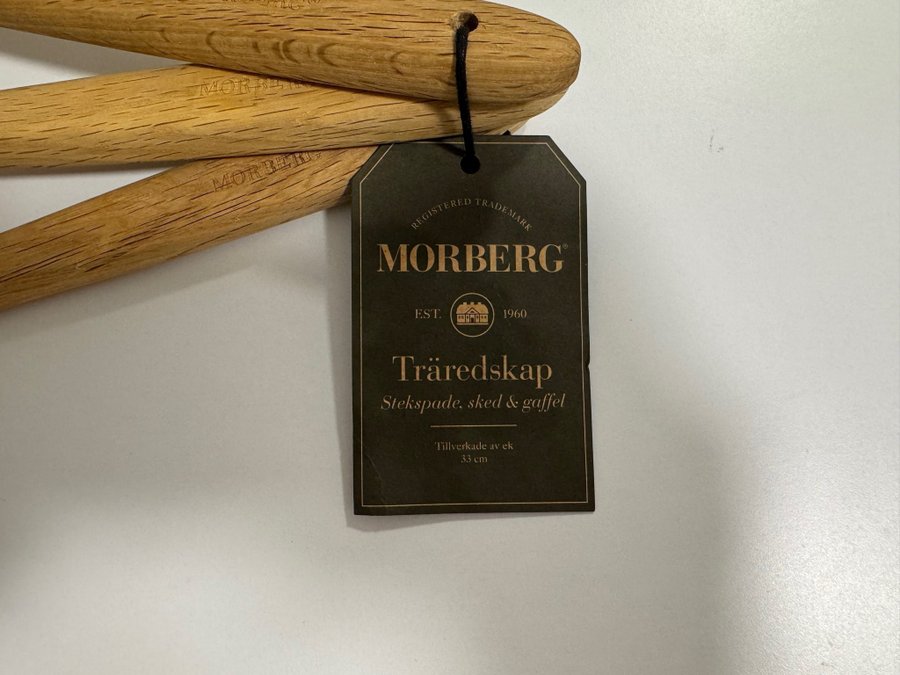 MORBERG
MORBERG
REGISTERED TRADEMARK
MORBERG®
EST. 1960
Träredskap
Stekspade, sked & gaffel
Tillverkade av ek
33 cm